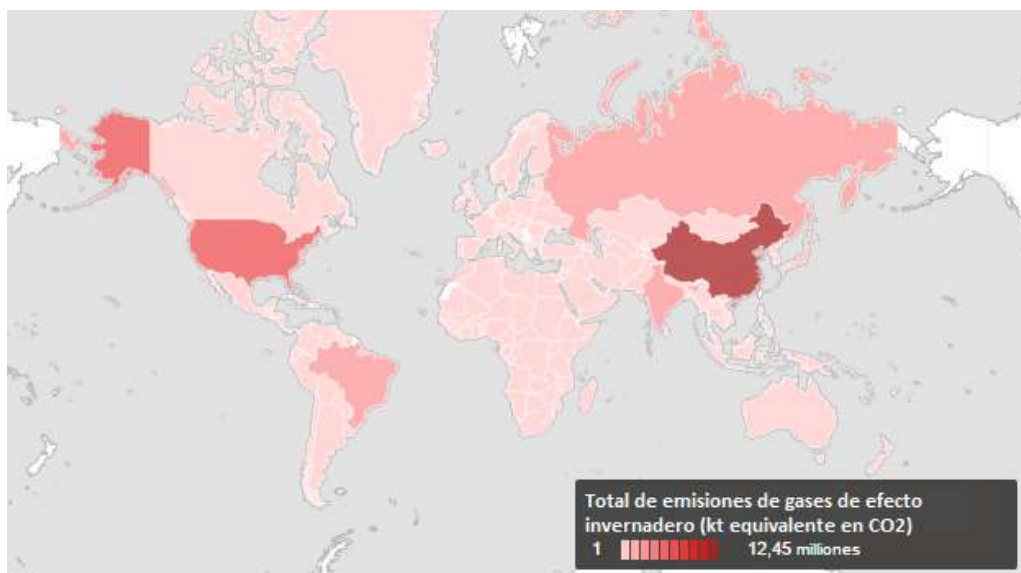 Total de emisiones de gases de efecto
invernadero (kt equivalente en CO2)
1 12,45 milliones